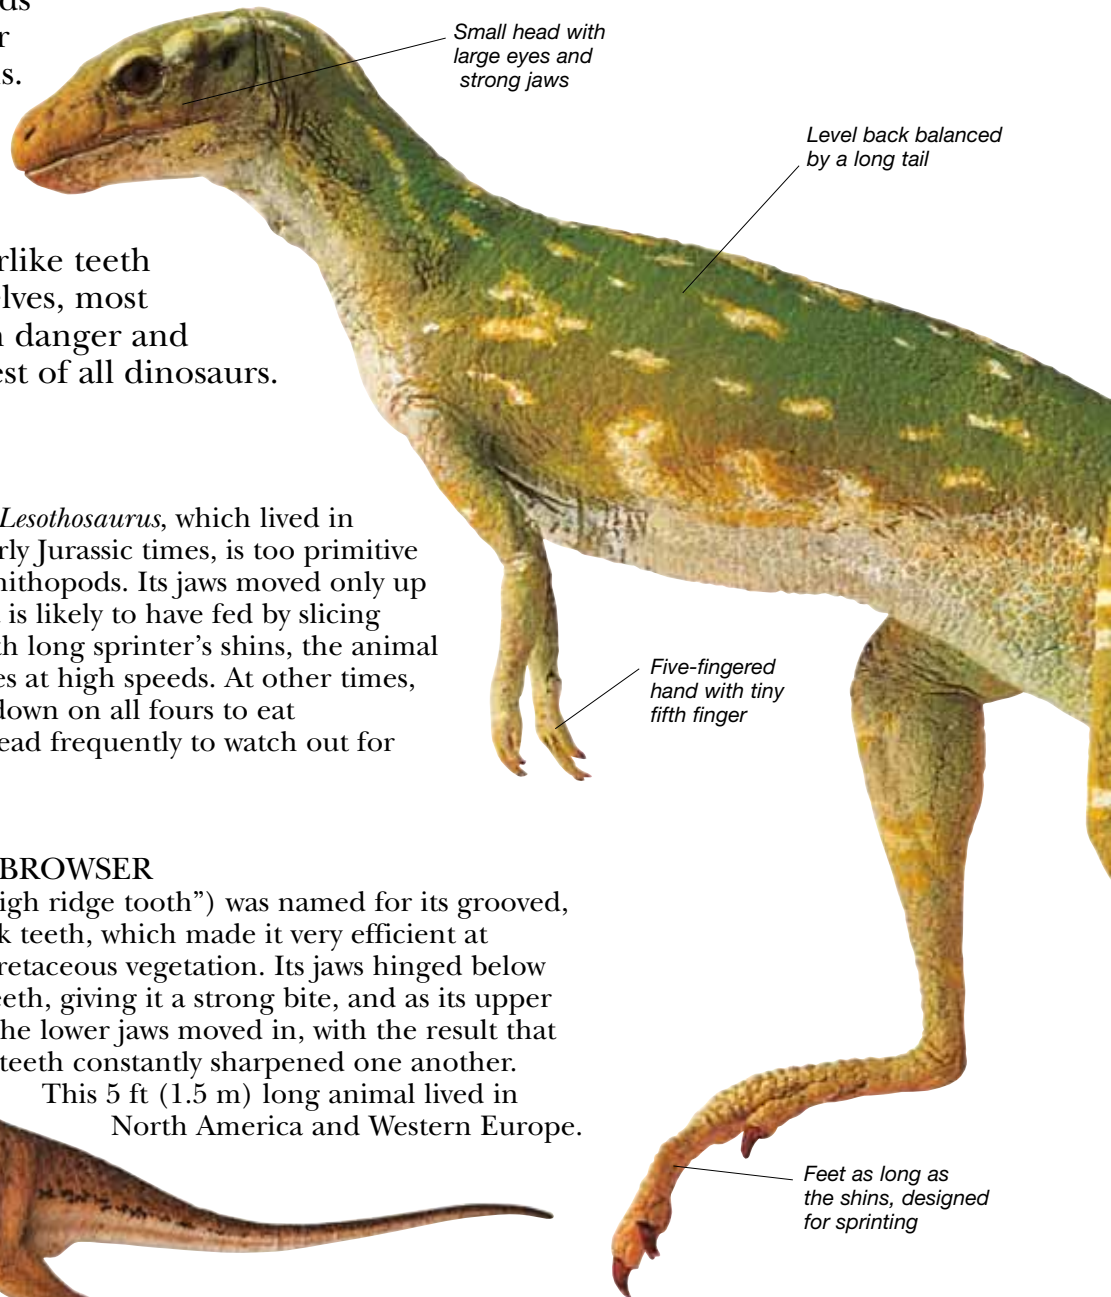 ds
r
s.
rlike teeth
elves, most
n danger and
est of all dinosaurs.
Small head with
large eyes and
strong jaws
Level back balanced
by a long tail
Lesothosaurus, which lived in
rly Jurassic times, is too primitive
nithopods. Its jaws moved only up
is likely to have fed by slicing
th long sprinter’s shins, the animal
es at high speeds. At other times,
down on all fours to eat
ead frequently to watch out for
Five-fingered
hand with tiny
fifth finger
BROWSER
igh ridge tooth”) was named for its grooved,
k teeth, which made it very efficient at
retaceous vegetation. Its jaws hinged below
eeth, giving it a strong bite, and as its upper
he lower jaws moved in, with the result that
teeth constantly sharpened one another.
This 5 ft (1.5 m) long animal lived in
North America and Western Europe.
Feet as long as
the shins, designed
for sprinting